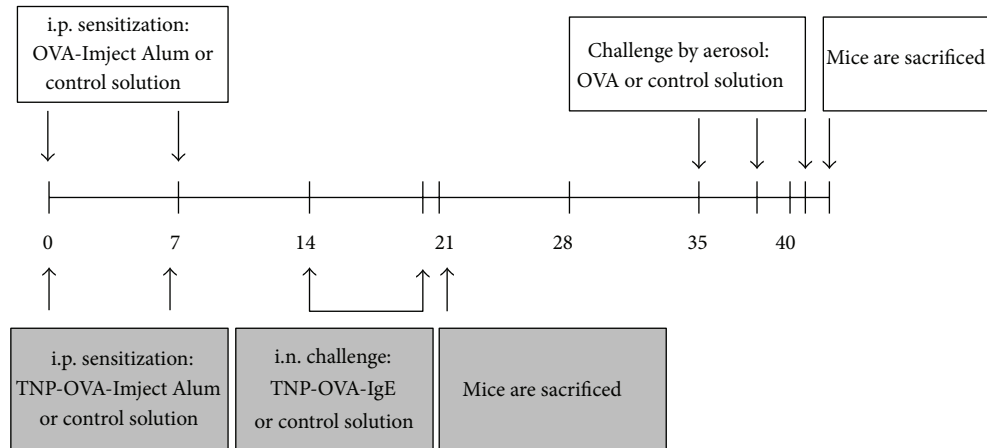 i.p. sensitization:
OVA-Imject Alum or
control solution
Challenge by aerosol:
OVA or control solution
Mice are sacrificed
0
7
14
21
28
35
40
i.p. sensitization:
TNP-OVA-Imject Alum
or control solution
i.n. challenge:
TNP-OVA-IgE
or control solution
Mice are sacrificed